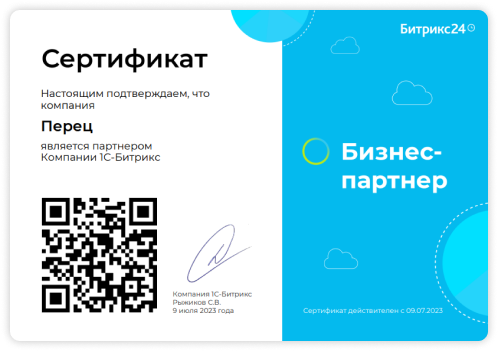 Сертификат
Настоящим подтверждаем, что
компания
Перец
является партнером
Компании 1С-Битрикс
Компания 1С-Битрикс
Рыжиков С.В.
9 июля 2023 года
Битрикс24
Бизнес-
партнер
Сертификат действителен с 09.07.2023